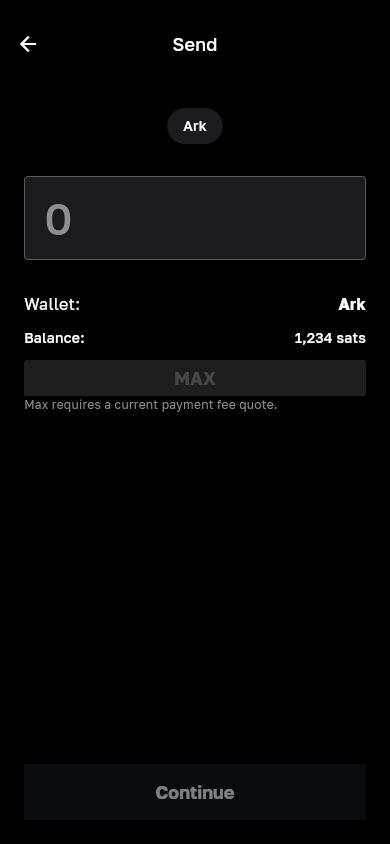 Send
Ark
0
Wallet: Ark
Balance: 1,234 sats
MAX
Max requires a current payment fee quote.
Continue